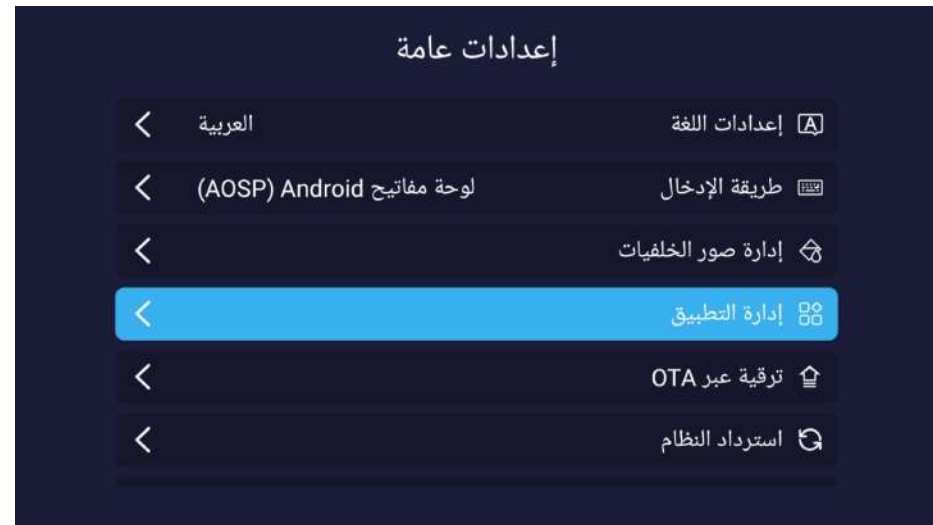 إعدادات عامة
إعدادات اللغة العربية
طريقة الإدخال لوحة مفاتيح Android (AOSP)
إدارة صور الخلفيات
إدارة التطبيق
ترقية عبر OTA
استرداد النظام